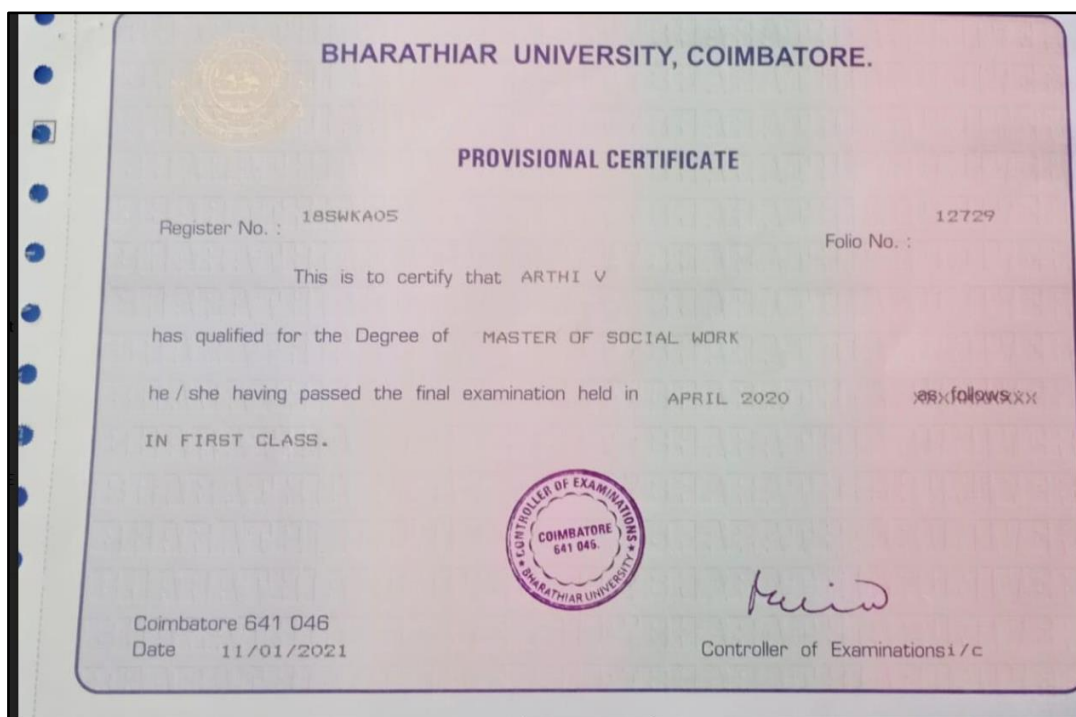 BHARATHIAR UNIVERSITY, COIMBATORE.
PROVISIONAL CERTIFICATE
Register No. : 18SWKA05
Folio No. : 12729
This is to certify that ARTHI V
has qualified for the Degree of MASTER OF SOCIAL WORK
he / she having passed the final examination held in APRIL 2020 as follows
IN FIRST CLASS.
CONTROLLER OF EXAMINATIONS
COIMBATORE
641 046.
BHARATHIAR UNIVERSITY
Coimbatore 641 046
Date 11/01/2021
Controller of Examinations i/c